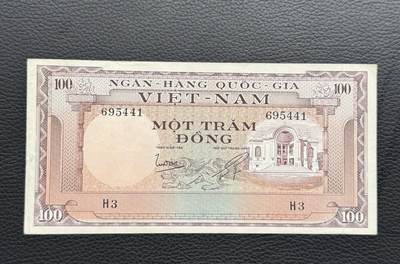 100 NGÂN-HÀNG QUỐC-GIA 100
VIỆT-NAM
695441 695441
MỘT TRĂM
ĐỒNG
H3 H3
100 100